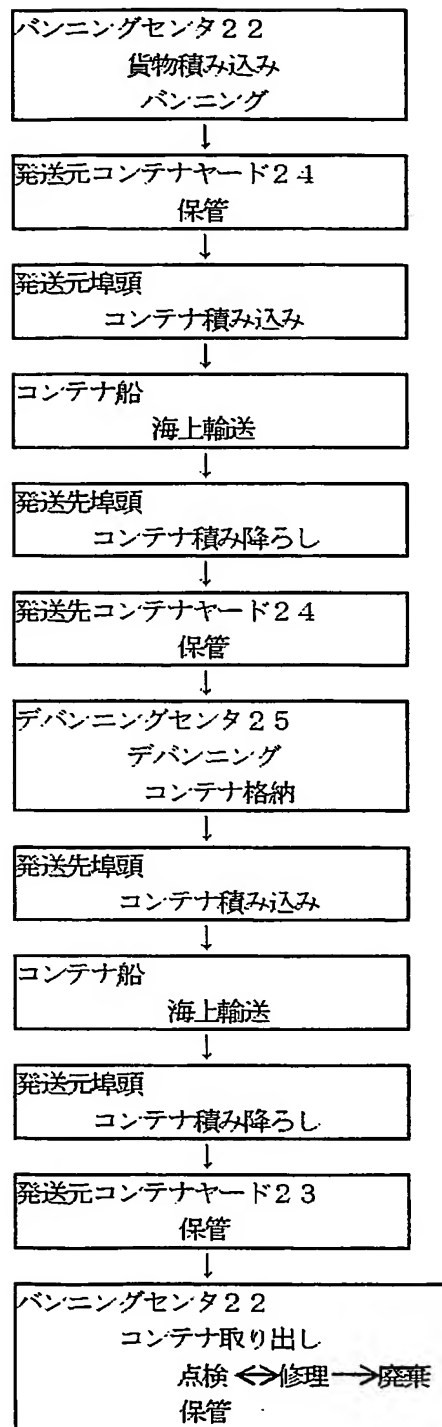 バンニングセンタ２２
貨物積み込み
バンニング
↓
発送元コンテナヤード２４
保管
↓
発送元埠頭
コンテナ積み込み
↓
コンテナ船
海上輸送
↓
発送先埠頭
コンテナ積み降ろし
↓
発送先コンテナヤード２４
保管
↓
デバンニングセンタ２５
デバンニング
コンテナ格納
↓
発送先埠頭
コンテナ積み込み
↓
コンテナ船
海上輸送
↓
発送元埠頭
コンテナ積み降ろし
↓
発送元コンテナヤード２３
保管
↓
バンニングセンタ２２
コンテナ取り出し
点検⟷修理→廃棄
保管